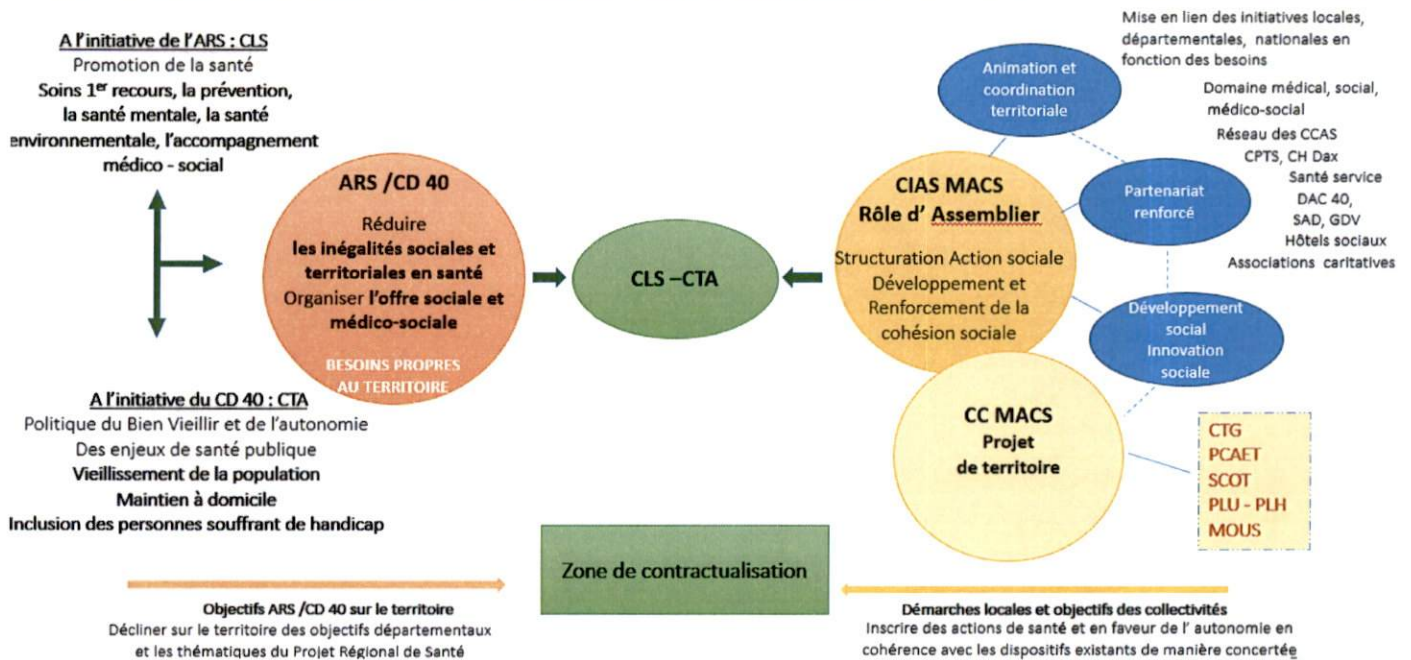 A l'initiative de l'ARS : CLS
Promotion de la santé
Soins 1er recours, la prévention,
la santé mentale, la santé
environnementale, l'accompagnement
médico - social
ARS /CD 40
Réduire
les inégalités sociales et
territoriales en santé
Organiser l'offre sociale et
médico-sociale
BESOINS PROPRES
AU TERRITOIRE
A l'initiative du CD 40 : CTA
Politique du Bien Vieillir et de l'autonomie
Des enjeux de santé publique
Vieillissement de la population
Maintien à domicile
Inclusion des personnes souffrant de handicap
CLS –CTA
CIAS MACS
Rôle d' Assemblier
Structuration Action sociale
Développement et
Renforcement de la
cohésion sociale
CC MACS
Projet
de territoire
Animation et
coordination
territoriale
Partenariat
renforcé
Développement
social
Innovation
sociale
Mise en lien des initiatives locales,
départementales, nationales en
fonction des besoins
Domaine médical, social,
médico-social
Réseau des CCAS
CPTS, CH Dax
Santé service
DAC 40,
SAD, GDV
Hôtels sociaux
Associations caritatives
CTG
PCAET
SCOT
PLU - PLH
MOUS
Zone de contractualisation
Objectifs ARS /CD 40 sur le territoire
Décliner sur le territoire des objectifs départementaux
et les thématiques du Projet Régional de Santé
Démarches locales et objectifs des collectivités
Inscrire des actions de santé et en faveur de l' autonomie en
cohérence avec les dispositifs existants de manière concertée